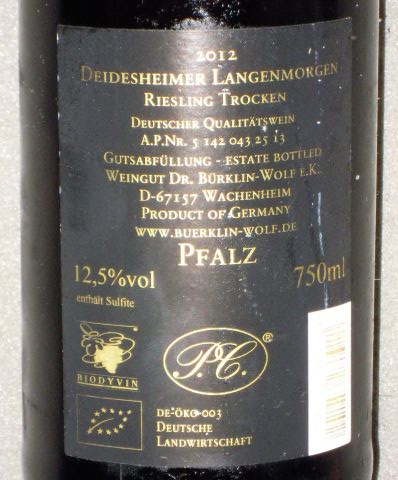 2012
DEIDESHEIMER LANGENMORGEN
RIESLING TROCKEN
DEUTSCHER QUALITÄTSWEIN
A.P.NR. 5 142 043 25 13
GUTSABFÜLLUNG - ESTATE BOTTLED
WEINGUT DR. BÜRKLIN-WOLF E.K.
D-67157 WACHENHEIM
PRODUCT OF GERMANY
WWW.BUERKLIN-WOLF.DE
PFALZ
12,5%vol 750ml
enthält Sulfite
BIODYVIN
P.C.®
DE-ÖKO-003
DEUTSCHE
LANDWIRTSCHAFT